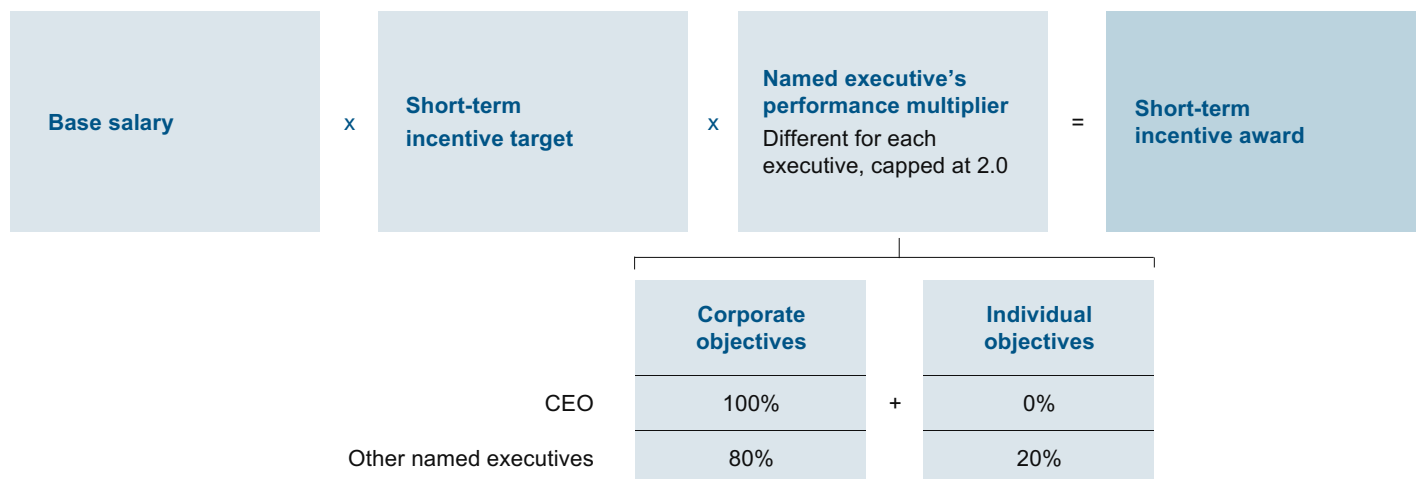 Base salary
x
Short-term
incentive target
x
Named executive’s
performance multiplier
Different for each
executive, capped at 2.0
=
Short-term
incentive award
Corporate
objectives
Individual
objectives
CEO 100% + 0%
Other named executives 80% 20%